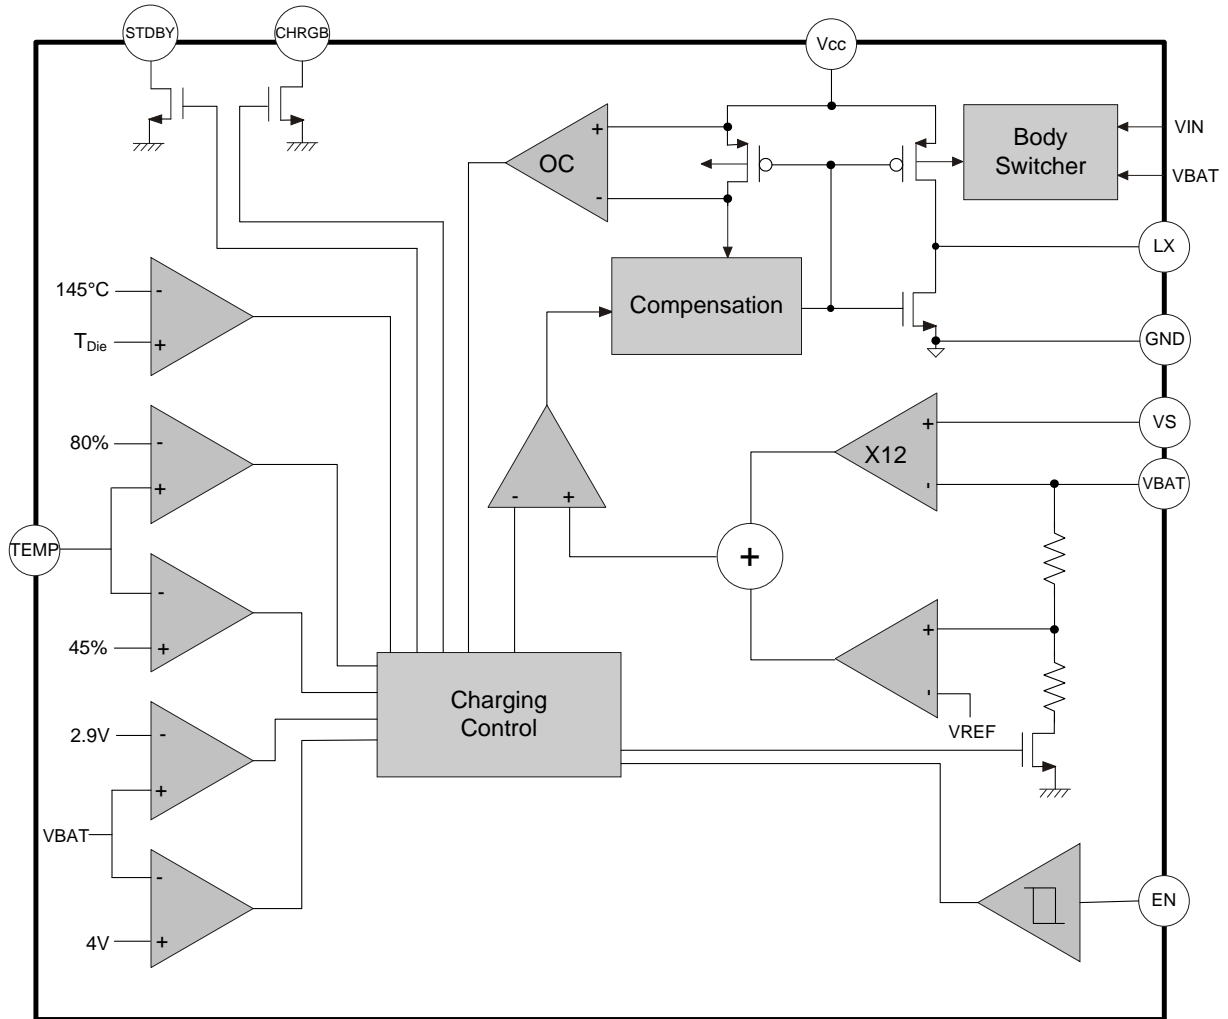 STDBY
CHRGB
Vcc
OC
+
-
Body
Switcher
VIN
VBAT
LX
145°C
-
TDie
+
Compensation
GND
80%
-
+
VS
+
X12
-
VBAT
- +
TEMP
+
-
45%
+
+
-
VREF
Charging
Control
2.9V
-
+
VBAT
-
4V
+
EN